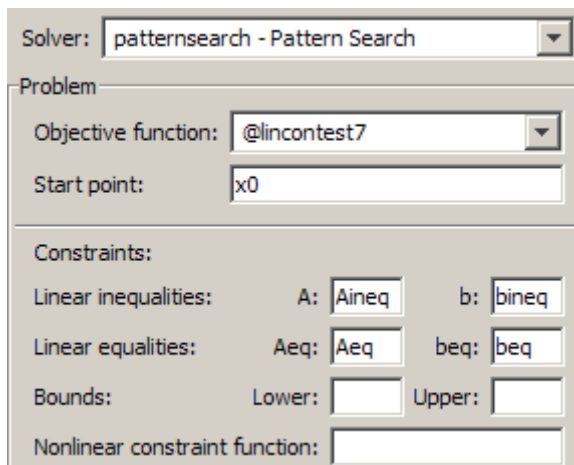 Solver: patternsearch - Pattern Search
Problem
Objective function: @lincontest7
Start point: x0
Constraints:
Linear inequalities: A: Aineq b: bineq
Linear equalities: Aeq: Aeq beq: beq
Bounds: Lower: Upper:
Nonlinear constraint function: